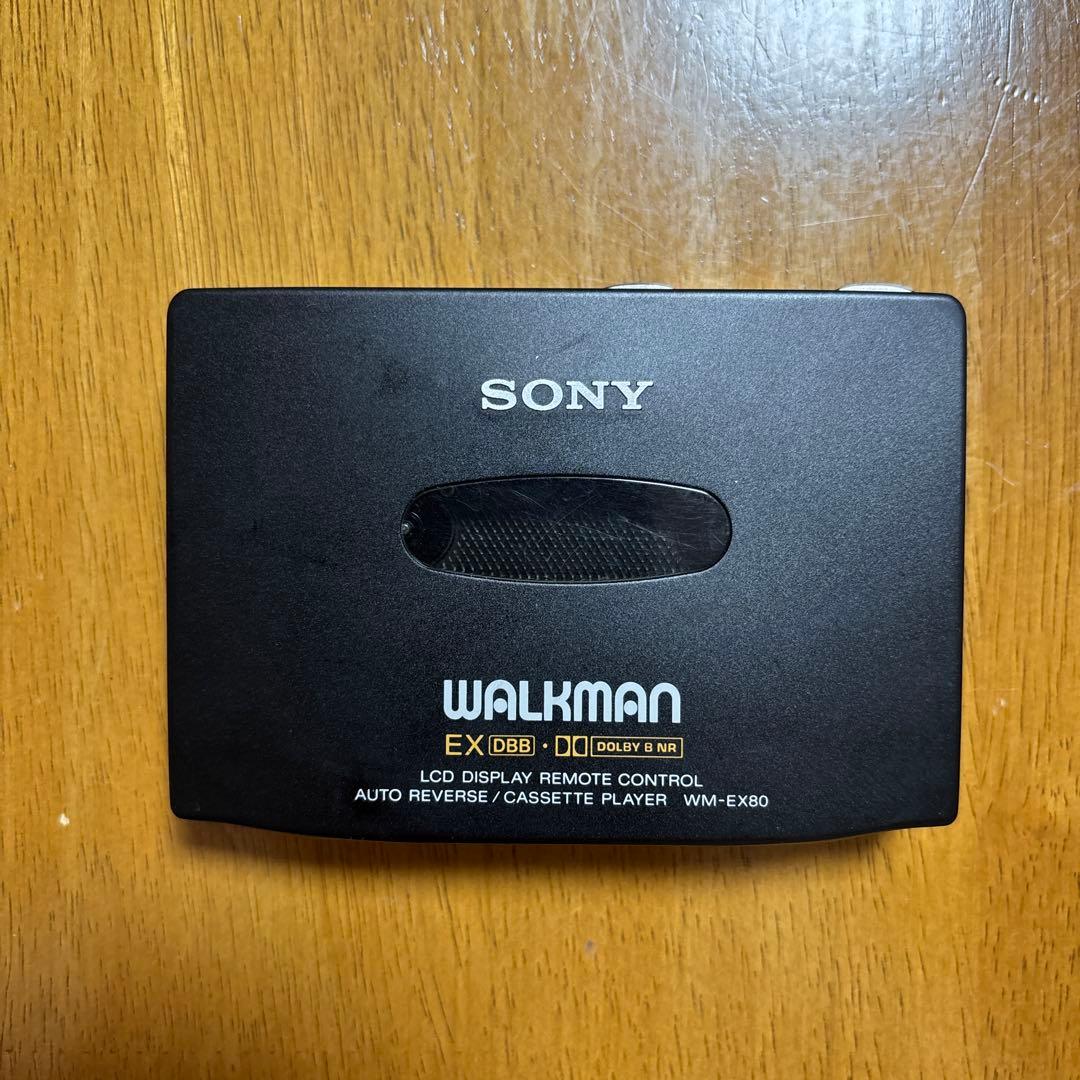 SONY
WALKMAN
EX DBB · DOLBY B NR
LCD DISPLAY REMOTE CONTROL
AUTO REVERSE/CASSETTE PLAYER WM-EX80